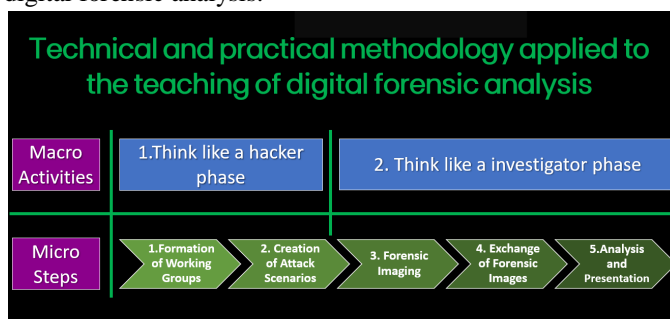 digital forensic analysis.
Technical and practical methodology applied to
the teaching of digital forensic analysis
Macro
Activities
1.Think like a hacker
phase
2. Think like a investigator phase
Micro
Steps
1.Formation
of Working
Groups
2. Creation
of Attack
Scenarios
3. Forensic
Imaging
4. Exchange
of Forensic
Images
5.Analysis
and
Presentation